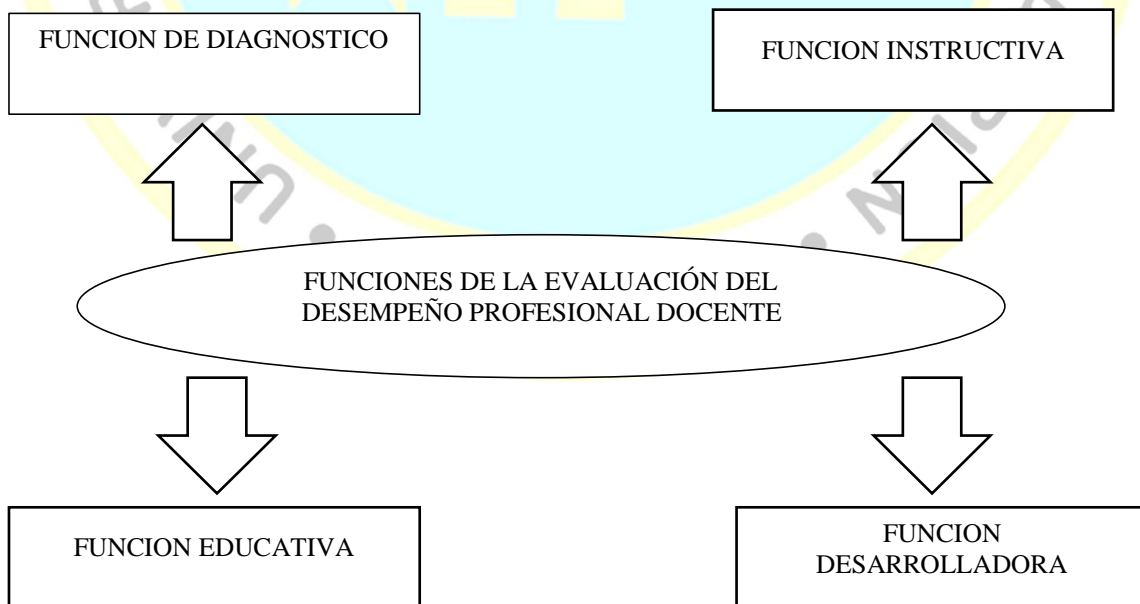 FUNCION DE DIAGNOSTICO
FUNCION INSTRUCTIVA
FUNCIONES DE LA EVALUACIÓN DEL
DESEMPEÑO PROFESIONAL DOCENTE
FUNCION EDUCATIVA
FUNCION
DESARROLLADORA